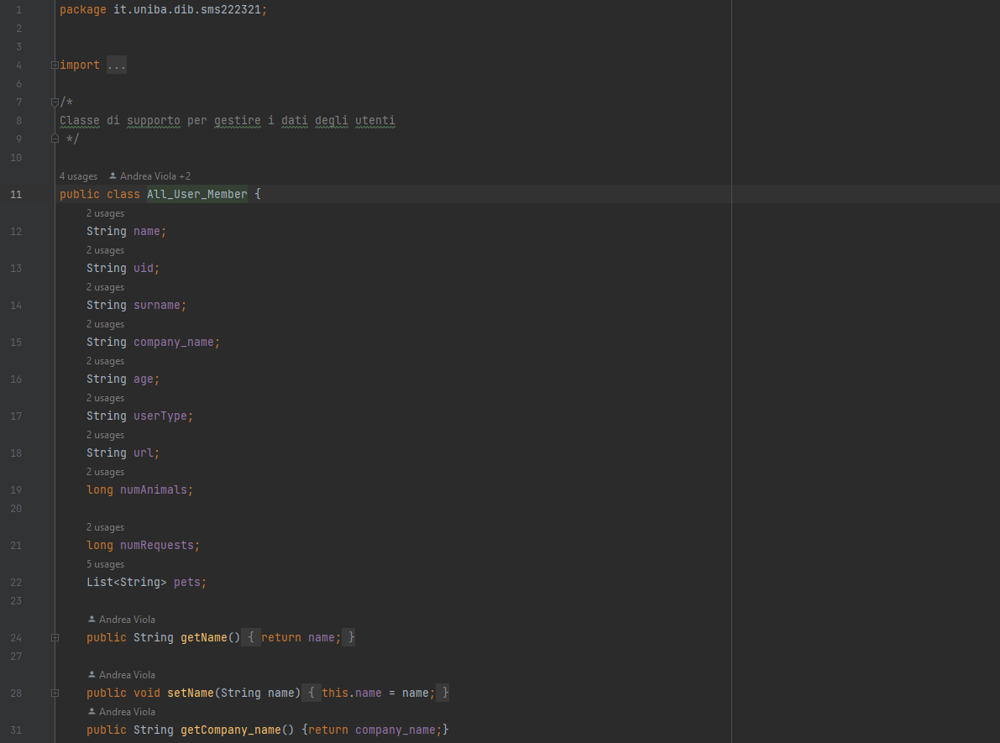 1 package it.uniba.dib.sms222321;
2
3
4 import ...
6
7 /*
8 Classe di supporto per gestire i dati degli utenti
9 */
10
4 usages Andrea Viola +2
11 public class All_User_Member {
2 usages
12 String name;
2 usages
13 String uid;
2 usages
14 String surname;
2 usages
15 String company_name;
2 usages
16 String age;
2 usages
17 String userType;
2 usages
18 String url;
2 usages
19 long numAnimals;
20
2 usages
21 long numRequests;
5 usages
22 List<String> pets;
23
Andrea Viola
24 public String getName() { return name; }
27
Andrea Viola
28 public void setName(String name) { this.name = name; }
Andrea Viola
31 public String getCompany_name() {return company_name;}